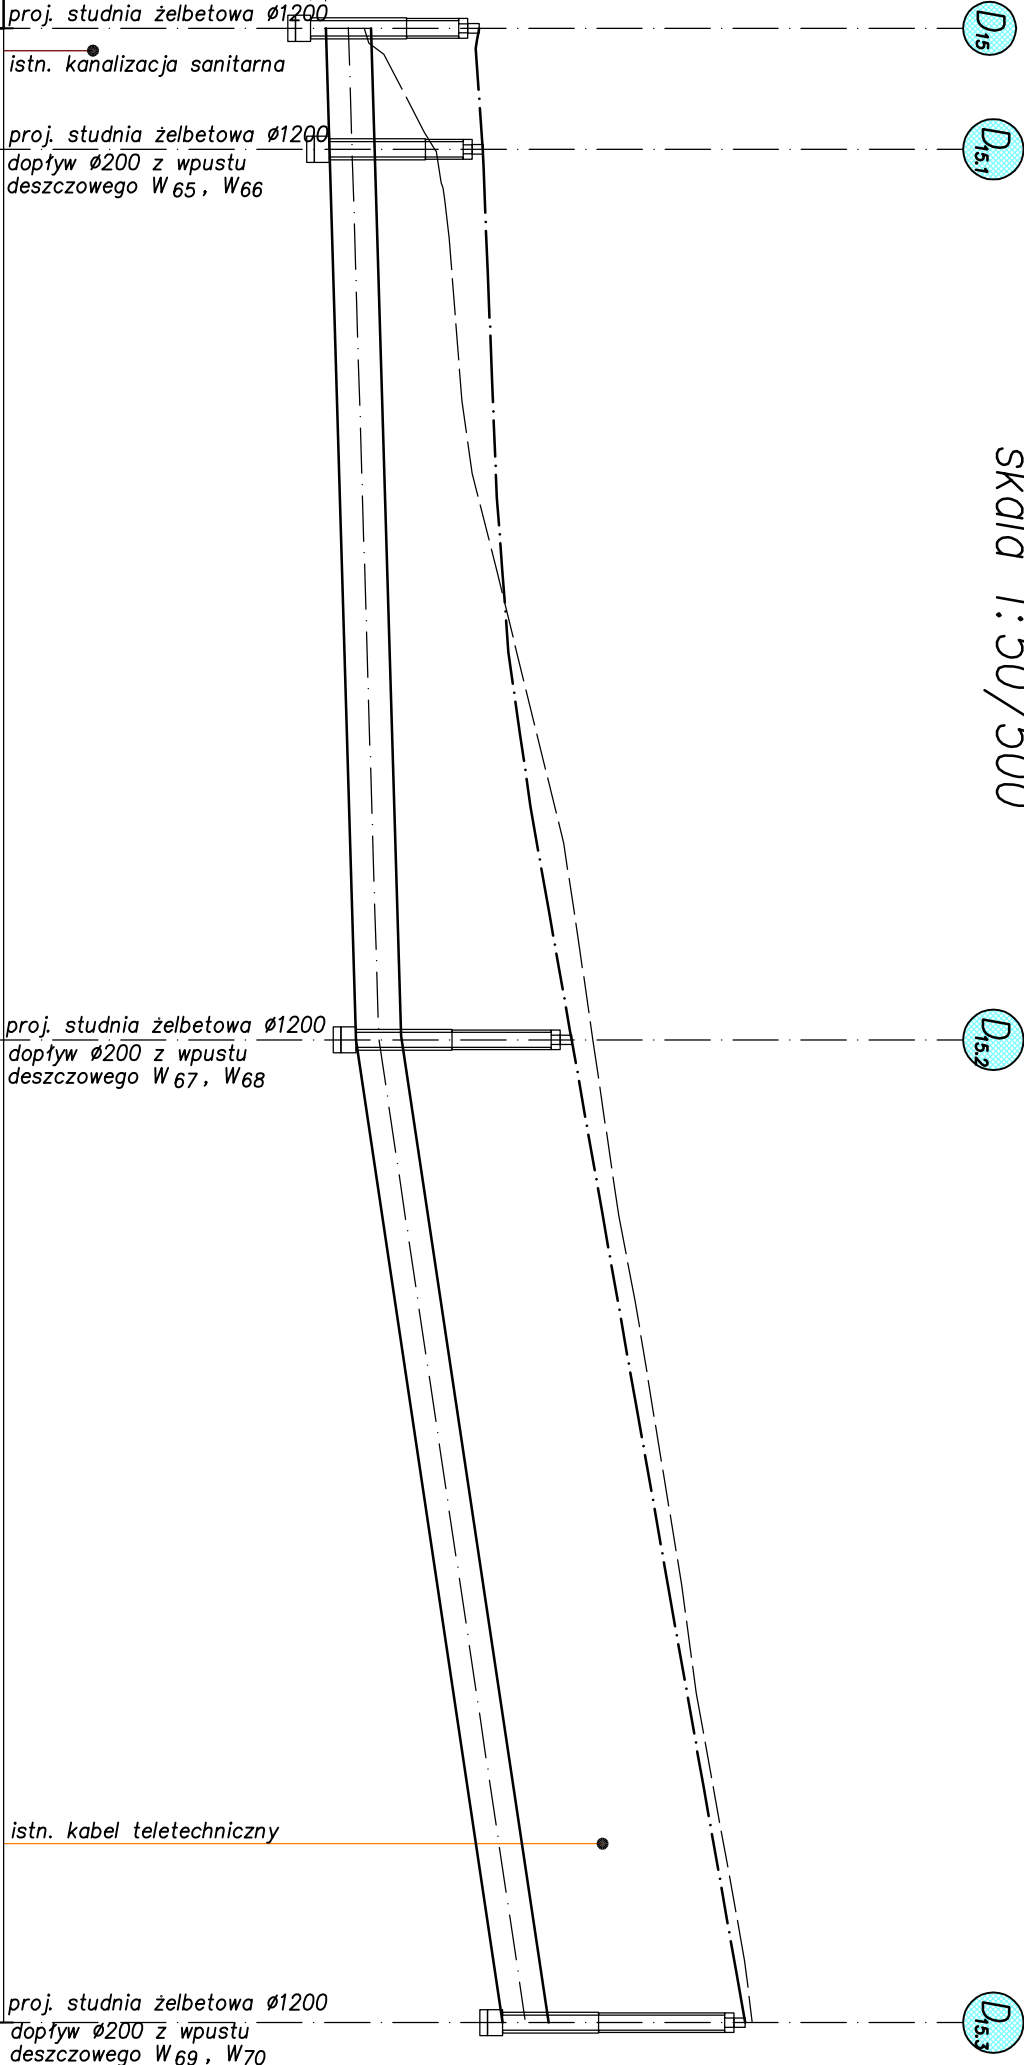 proj. studnia żelbetowa ø1200
D15
istn. kanalizacja sanitarna
proj. studnia żelbetowa ø1200
D15.1
dopływ ø200 z wpustu
deszczowego W65, W66
skala 1:50/500
proj. studnia żelbetowa ø1200
D15.2
dopływ ø200 z wpustu
deszczowego W67, W68
istn. kabel teletechniczny
proj. studnia żelbetowa ø1200
D15.3
dopływ ø200 z wpustu
deszczowego W69, W70